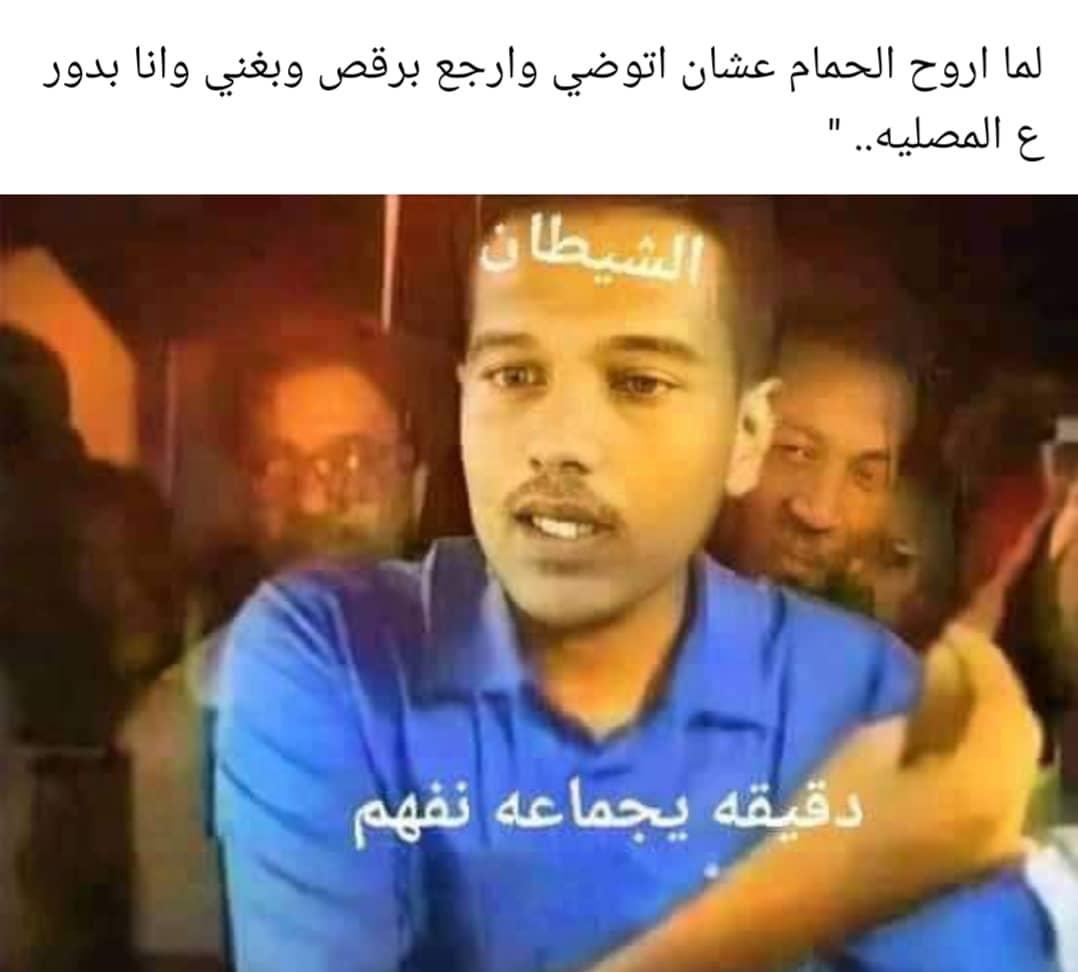 لما اروح الحمام عشان اتوضي وارجع برقص وبغني وانا بدور
ع المصليه.. "
الشيطان
دقيقه يجماعه نفهم